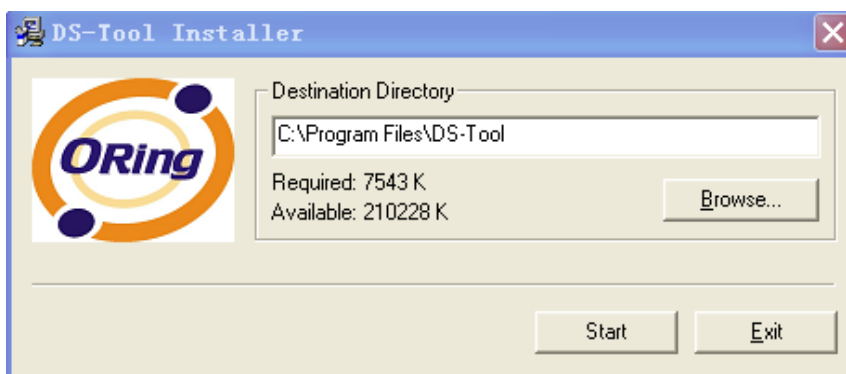 DS-Tool Installer
ORing
Destination Directory
C:\Program Files\DS-Tool
Required: 7543 K
Available: 210228 K
Browse...
Start
Exit